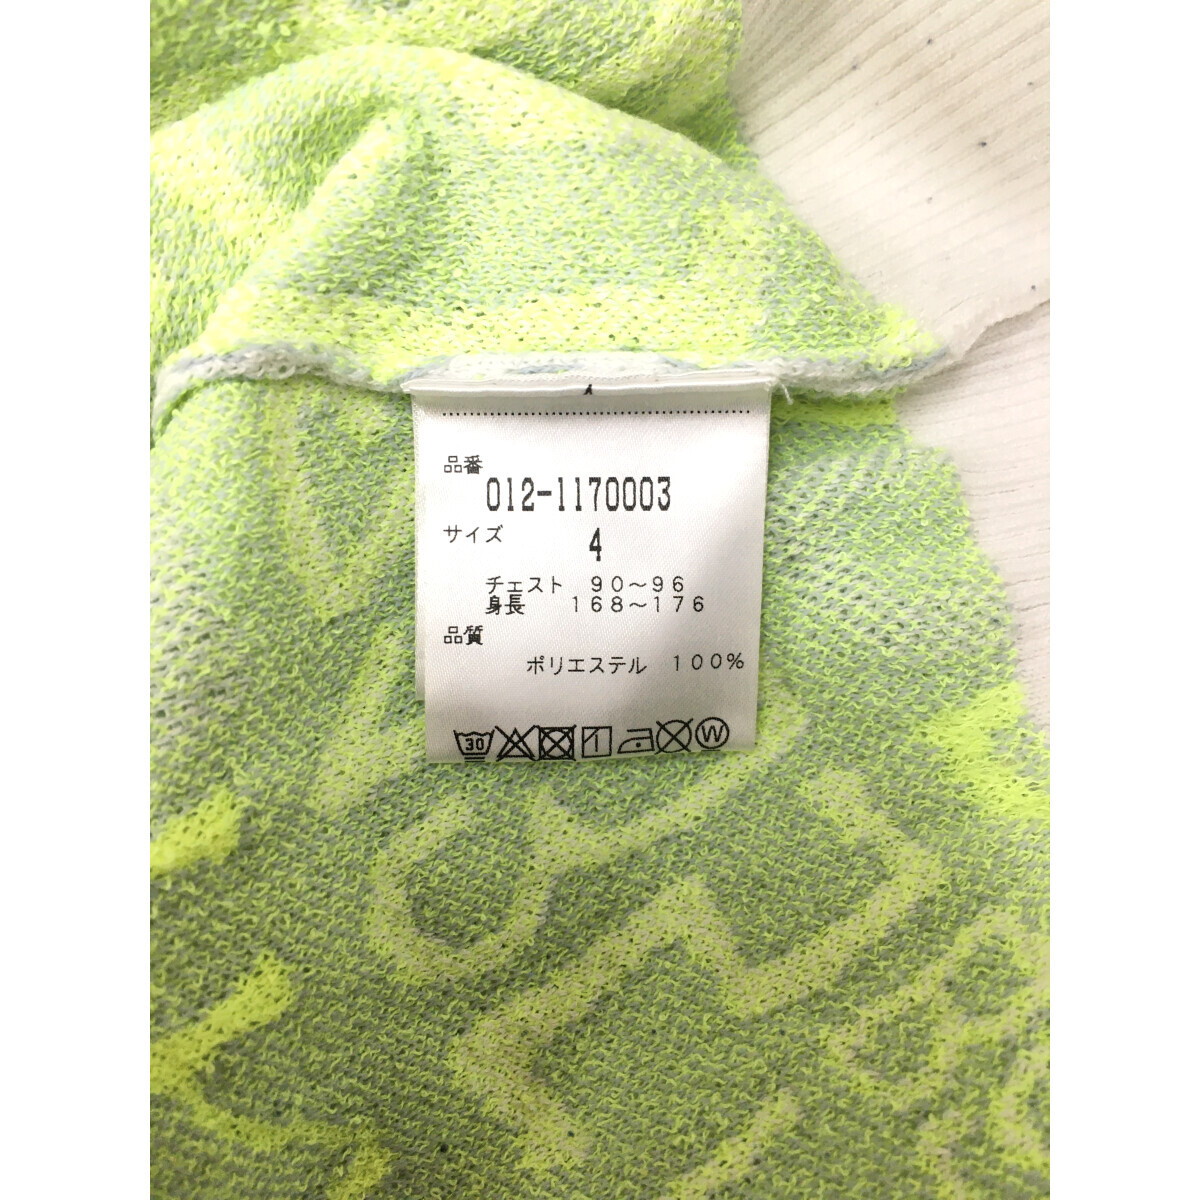 品番
012-1170003
サイズ
4
チェスト 90～96
身長 168～176
品質
ポリエステル 100%
30
W